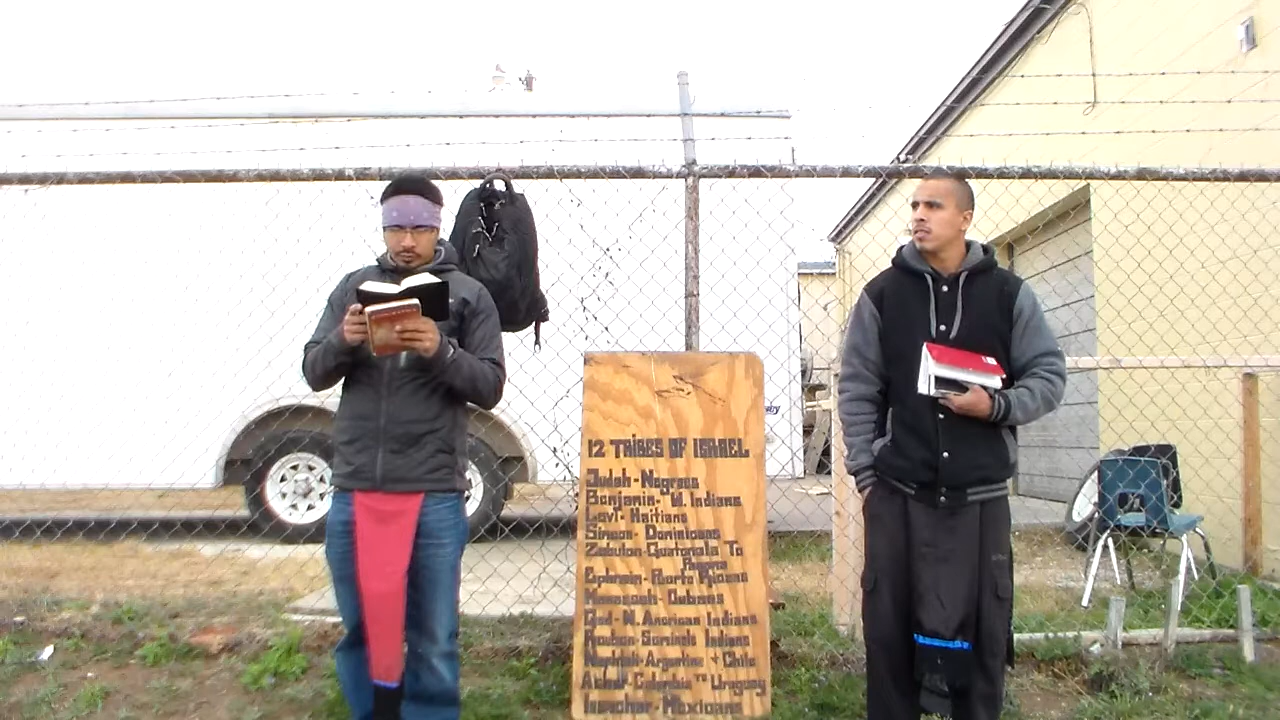 12 TRIBES OF ISRAEL
Judah-Negroes
Benjamin- W. Indians
Levi- Haitians
Simeon- Dominicans
Zebulon-Guatemala To
Panama
Ephraim-Puerto Ricans
Manasseh-Cubans
Gad-N. American Indians
Reuben-Seminole Indians
Naphtali-Argentina + Chile
Asher-Colombia To Uruguay
Issachar-Mexicans